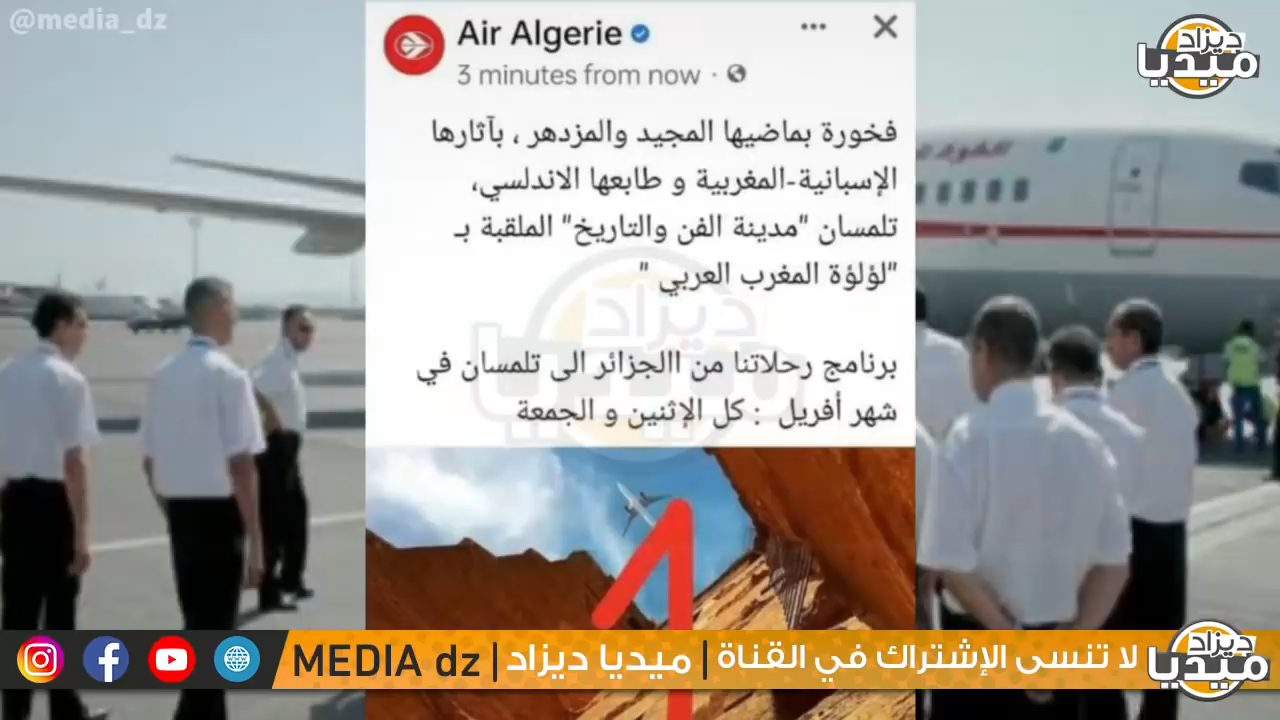 @media_dz
Air Algerie
3 minutes from now ·
فخورة بماضيها المجيد والمزدهر ، بآثارها
الإسبانية-المغربية و طابعها الاندلسي،
تلمسان "مدينة الفن والتاريخ" الملقبة بـ
"لؤلؤة المغرب العربي "
برنامج رحلاتنا من االجزائر الى تلمسان في
شهر أفريل : كل الإثنين و الجمعة
ديزاد
ميديا
ديزاد
ميديا
MEDIA dz | ميديا ديزاد | لا تنسى الإشتراك في القناة
ديزاد
ميديا